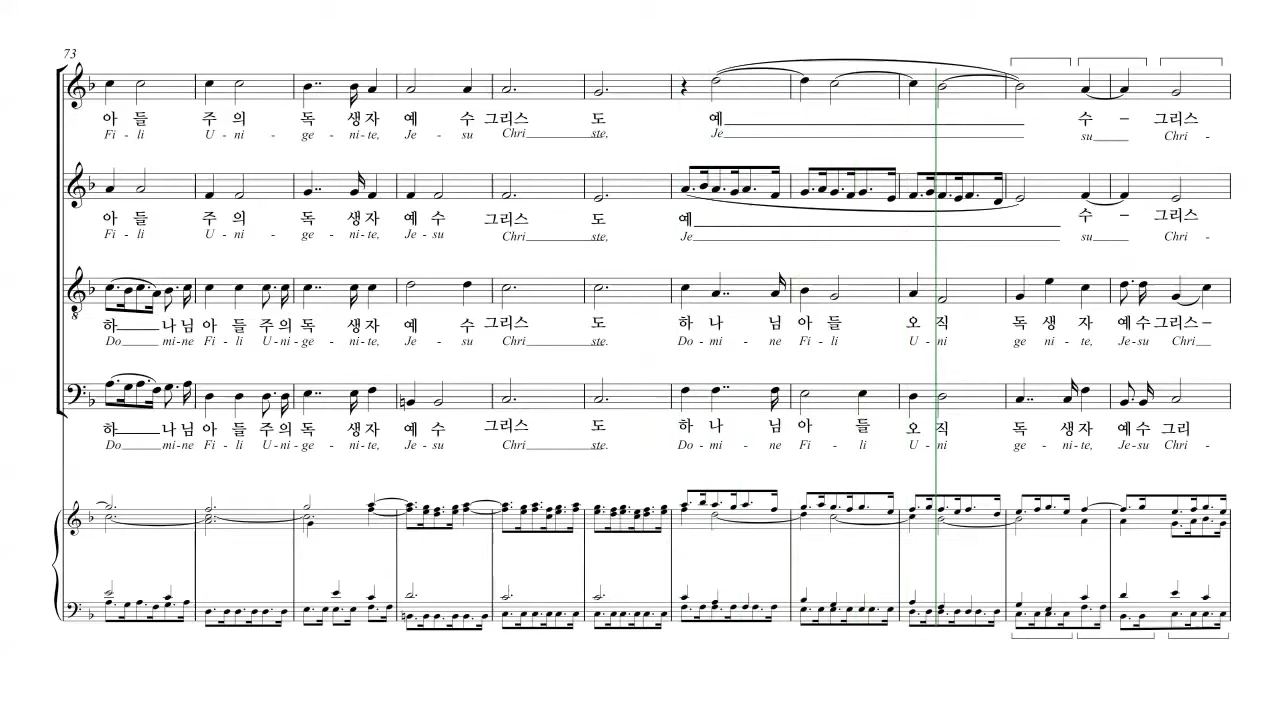 73
아 들 주 의 독 생자 예 수 그리스 도 예 수 – 그리스
Fi - li U - ni - ge - ni - te, Je - su Chri ste, Je su Chri -
아 들 주 의 독 생자 예 수 그리스 도 예 수 – 그리스
Fi - li U - ni - ge - ni - te, Je - su Chri ste, Je su Chri -
하 나님 아 들 주의 독 생자 예 수 그리스 도 하 나 님 아 들 오 직 독 생 자 예수그리스–
Do mi-ne Fi - li U-ni - ge - ni - te, Je - su Chri ste. Do - mi - ne Fi - li U - ni ge - ni - te, Je-su Chri
하 나님 아 들 주의 독 생자 예 수 그리스 도 하 나 님 아 들 오 직 독 생자 예수 그리
Do mi-ne Fi - li U-ni - ge - ni - te, Je - su Chri ste. Do - mi - ne Fi - li U - ni ge - ni - te, Je-su Chri -